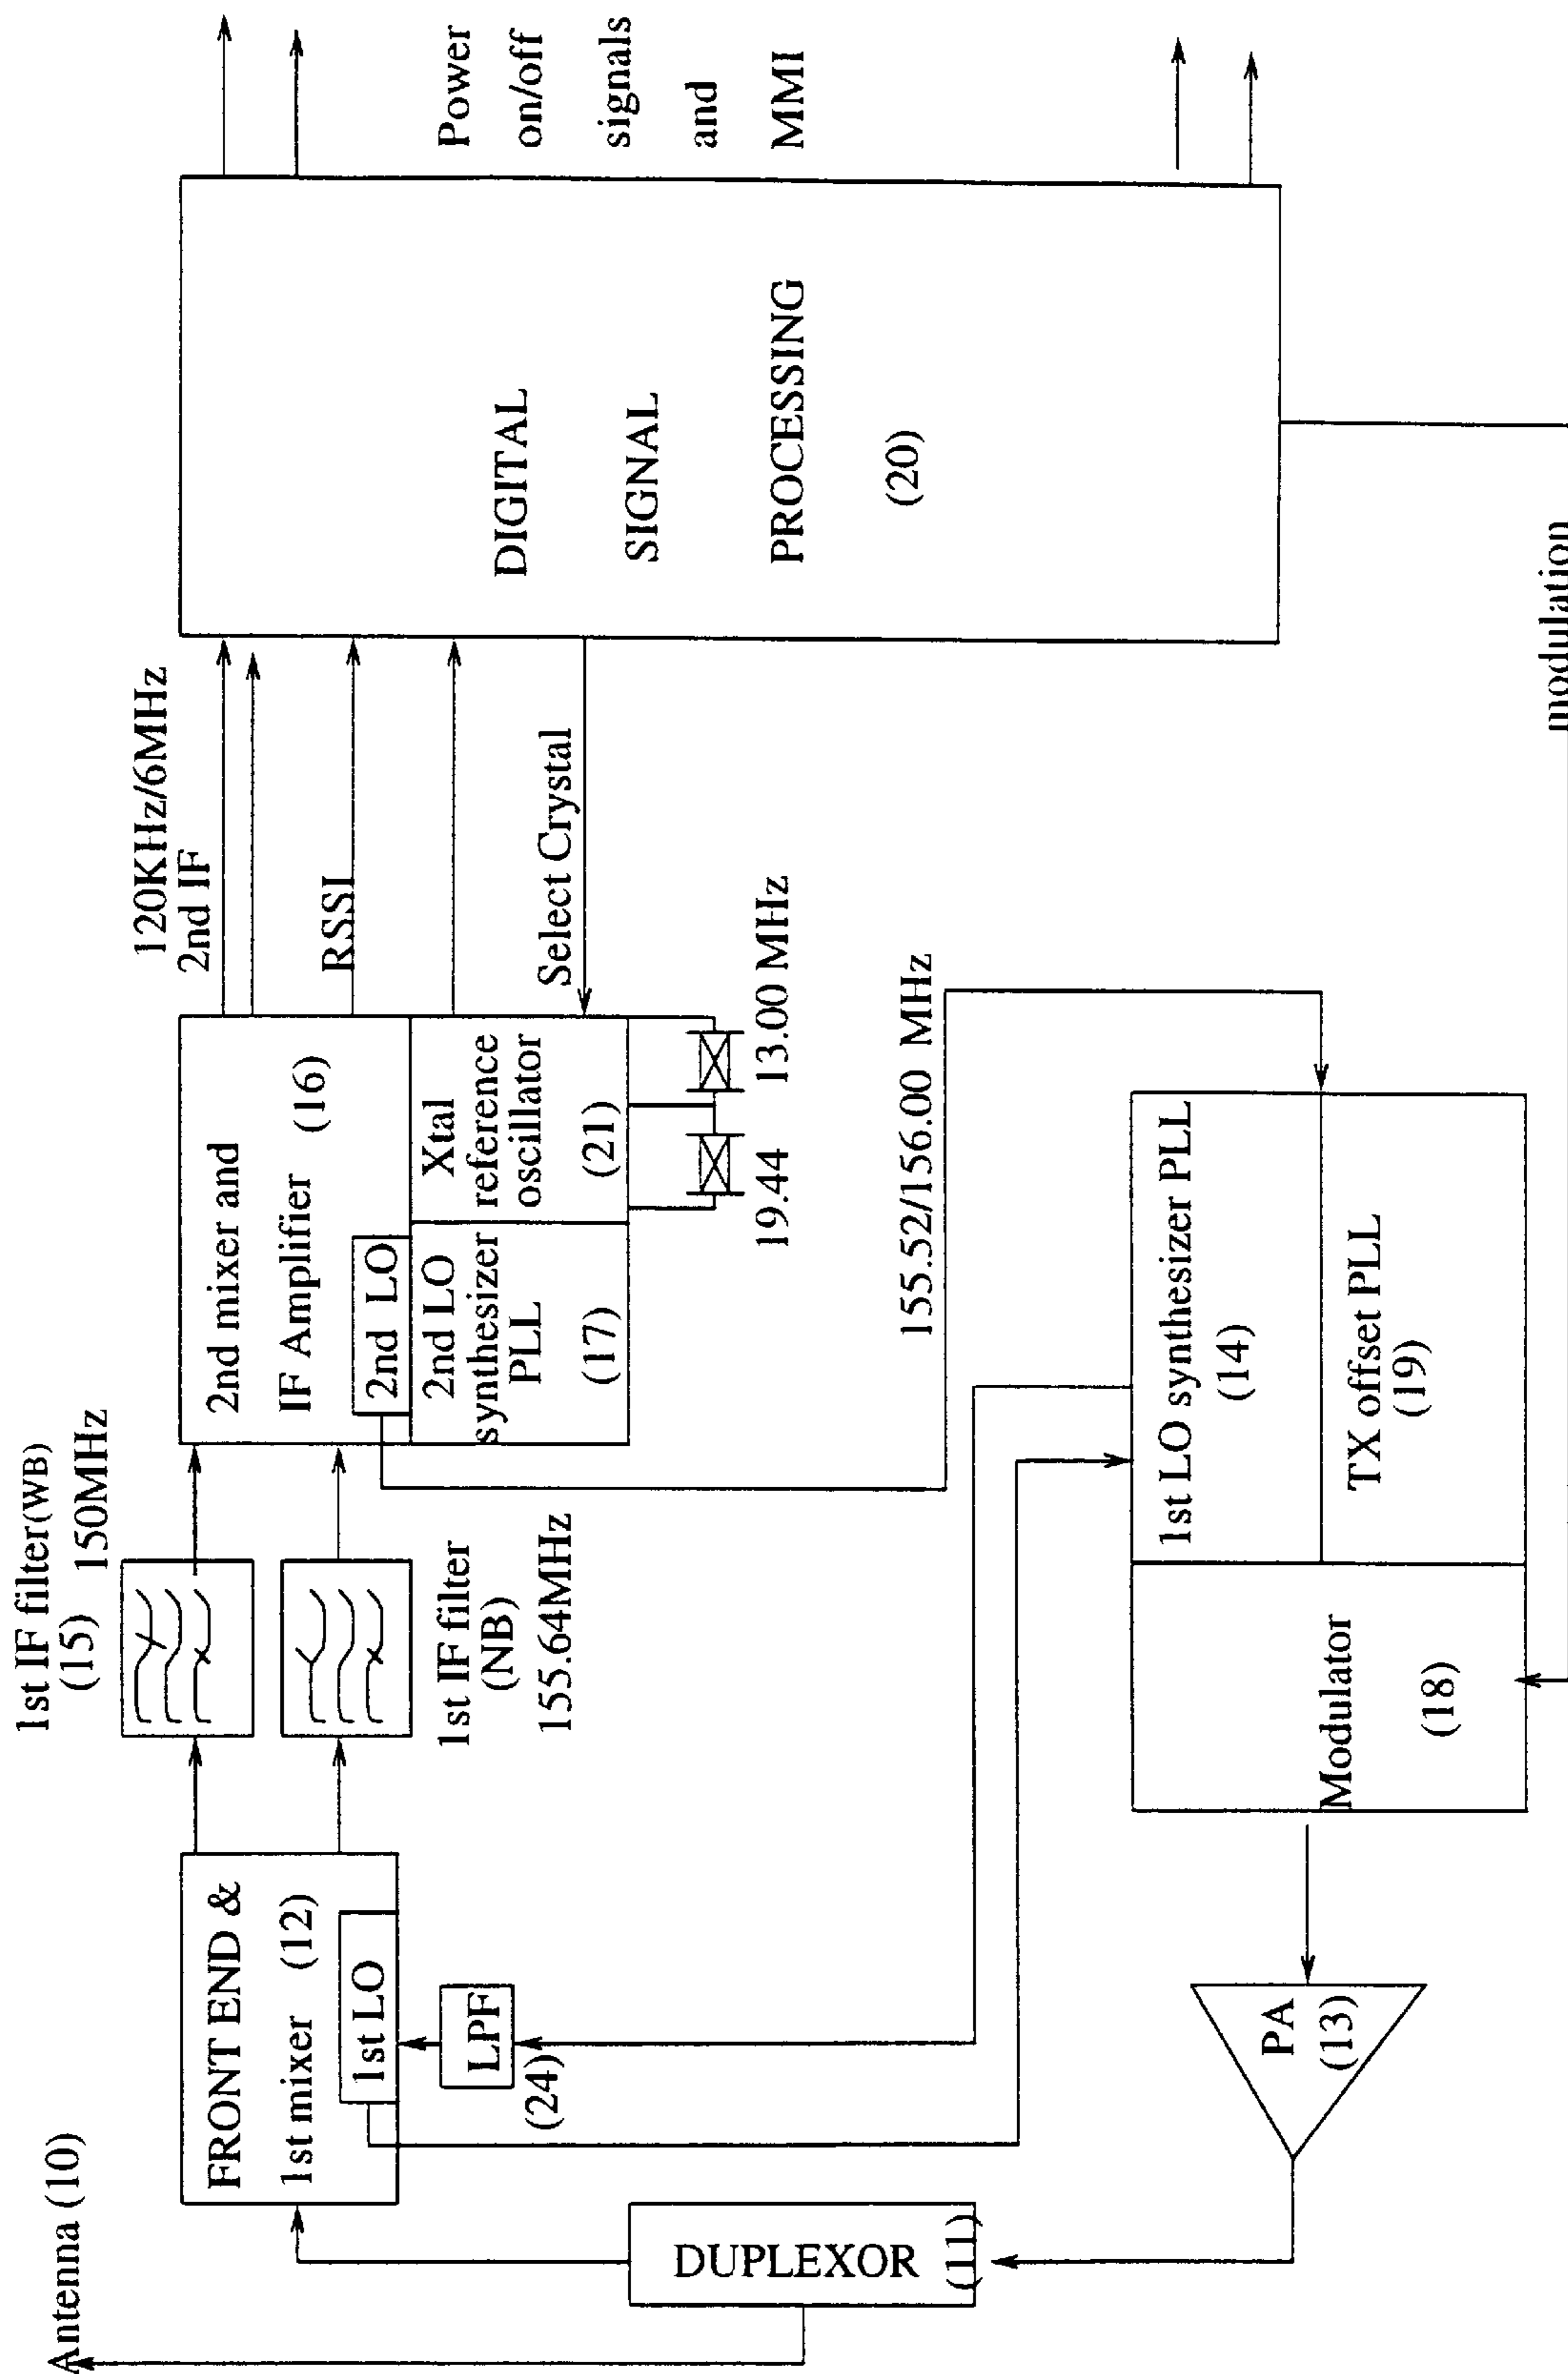 Antenna (10)
DUPLEXOR
(11)
FRONT END &
1st mixer (12)
1st LO
LPF
(24)
1st IF filter(WB)
(15) 150MHz
1st IF filter
(NB)
155.64MHz
2nd mixer and
IF Amplifier (16)
2nd LO
2nd LO
synthesizer
PLL
(17)
Xtal
reference
oscillator
(21)
19.44
13.00 MHz
120KHz/6MHz
2nd IF
RSSI
Select Crystal
DIGITAL
SIGNAL
PROCESSING
(20)
Power
on/off
signals
and
MMI
155.52/156.00 MHz
1st LO synthesizer PLL
(14)
TX offset PLL
(19)
Modulator
(18)
PA
(13)
modulation